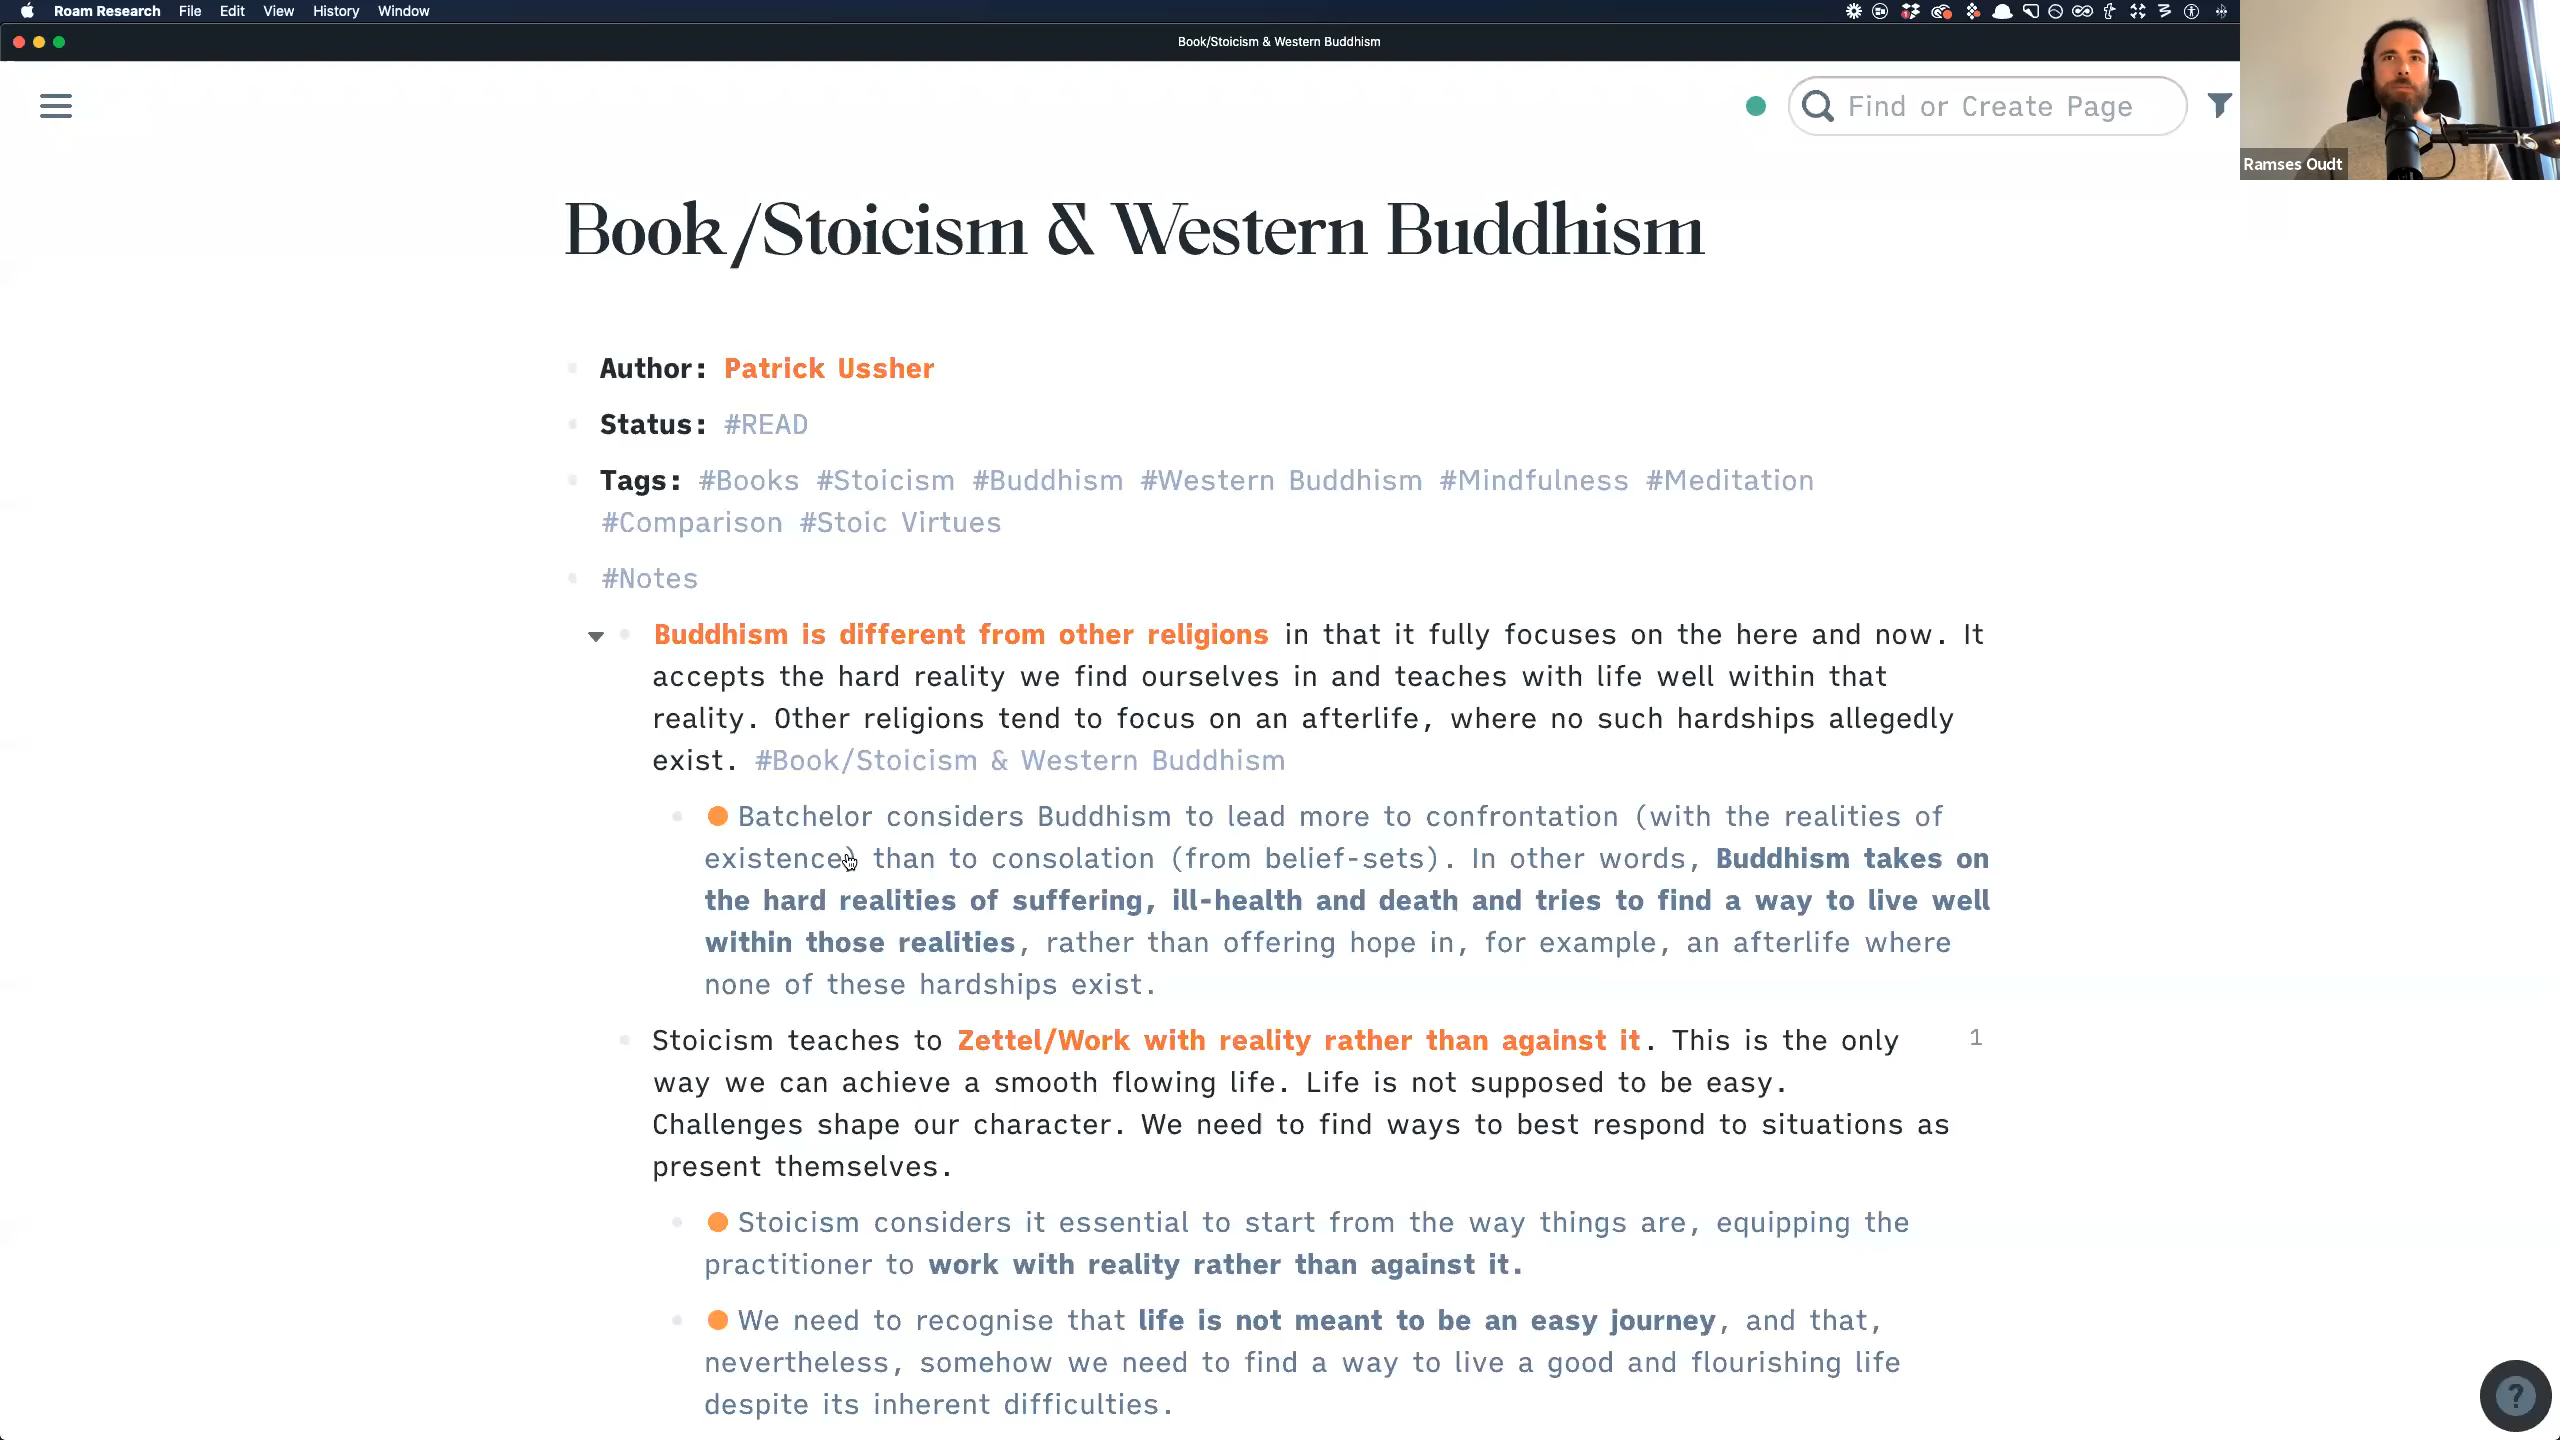 Roam Research File Edit View History Window
Book/Stoicism & Western Buddhism
Find or Create Page
Ramses Oudt
Book/Stoicism & Western Buddhism
Author: Patrick Ussher
Status: #READ
Tags: #Books #Stoicism #Buddhism #Western Buddhism #Mindfulness #Meditation
#Comparison #Stoic Virtues
#Notes
Buddhism is different from other religions in that it fully focuses on the here and now. It
accepts the hard reality we find ourselves in and teaches with life well within that
reality. Other religions tend to focus on an afterlife, where no such hardships allegedly
exist. #Book/Stoicism & Western Buddhism
Batchelor considers Buddhism to lead more to confrontation (with the realities of
existence) than to consolation (from belief-sets). In other words, Buddhism takes on
the hard realities of suffering, ill-health and death and tries to find a way to live well
within those realities, rather than offering hope in, for example, an afterlife where
none of these hardships exist.
Stoicism teaches to Zettel/Work with reality rather than against it. This is the only 1
way we can achieve a smooth flowing life. Life is not supposed to be easy.
Challenges shape our character. We need to find ways to best respond to situations as
present themselves.
Stoicism considers it essential to start from the way things are, equipping the
practitioner to work with reality rather than against it.
We need to recognise that life is not meant to be an easy journey, and that,
nevertheless, somehow we need to find a way to live a good and flourishing life
despite its inherent difficulties.
?